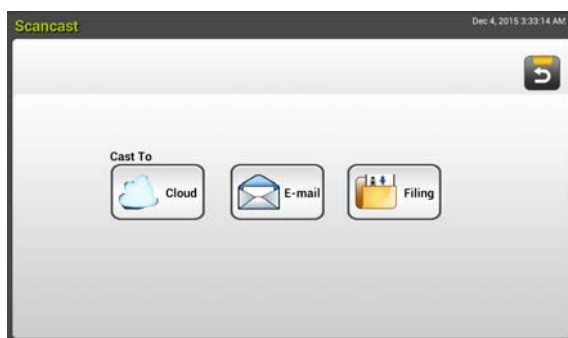 Scancast
Dec 4, 2015 3:33:14 AM
Cast To
Cloud
E-mail
Filing